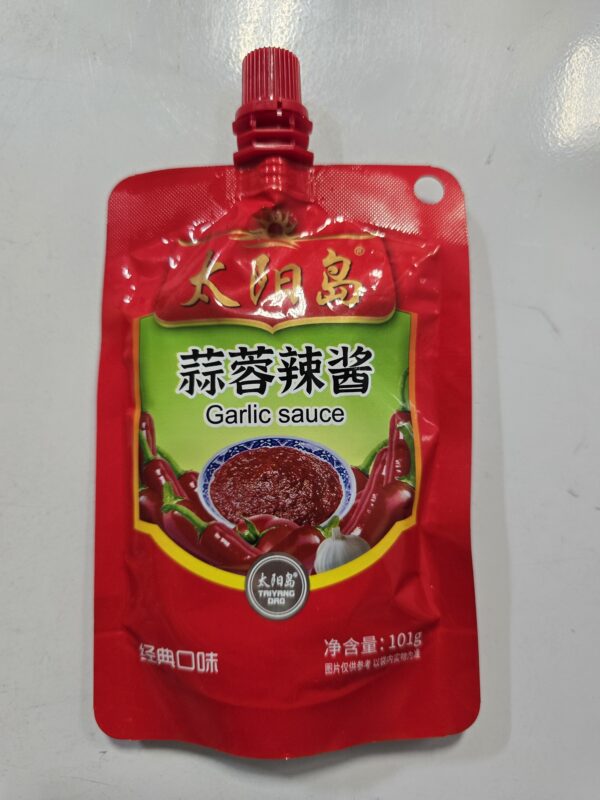 太阳岛®
蒜蓉辣酱
Garlic sauce
太阳岛®
TAIYANG
DAO
经典口味
净含量：101g
图片仅供参考 以袋内实物为准